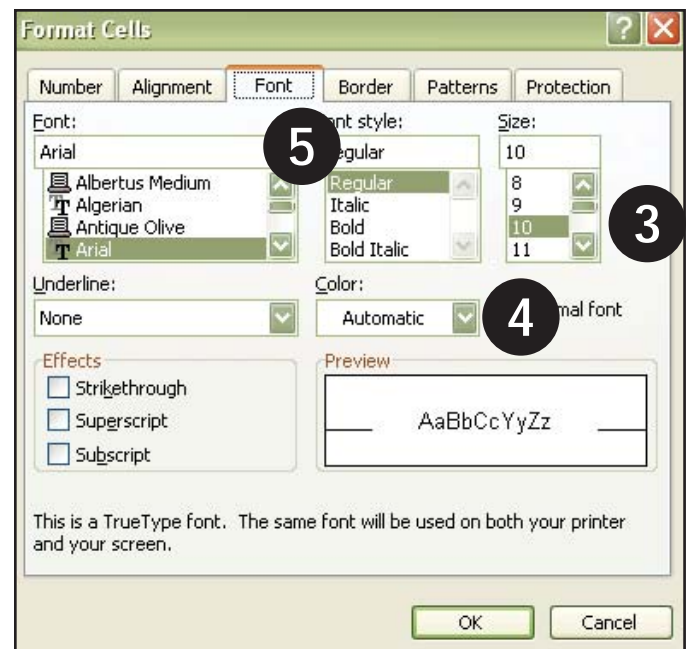 Format Cells
Number Alignment Font Border Patterns Protection
Font: ont style: Size:
Arial 5 egular 10
Albertus Medium Regular 8
Algerian Italic 9
Antique Olive Bold 10 3
Arial Bold Italic 11
Underline: Color:
None Automatic 4 mal font
Effects Preview
Strikethrough
Superscript AaBbCcYyZz
Subscript
This is a TrueType font. The same font will be used on both your printer
and your screen.
OK Cancel